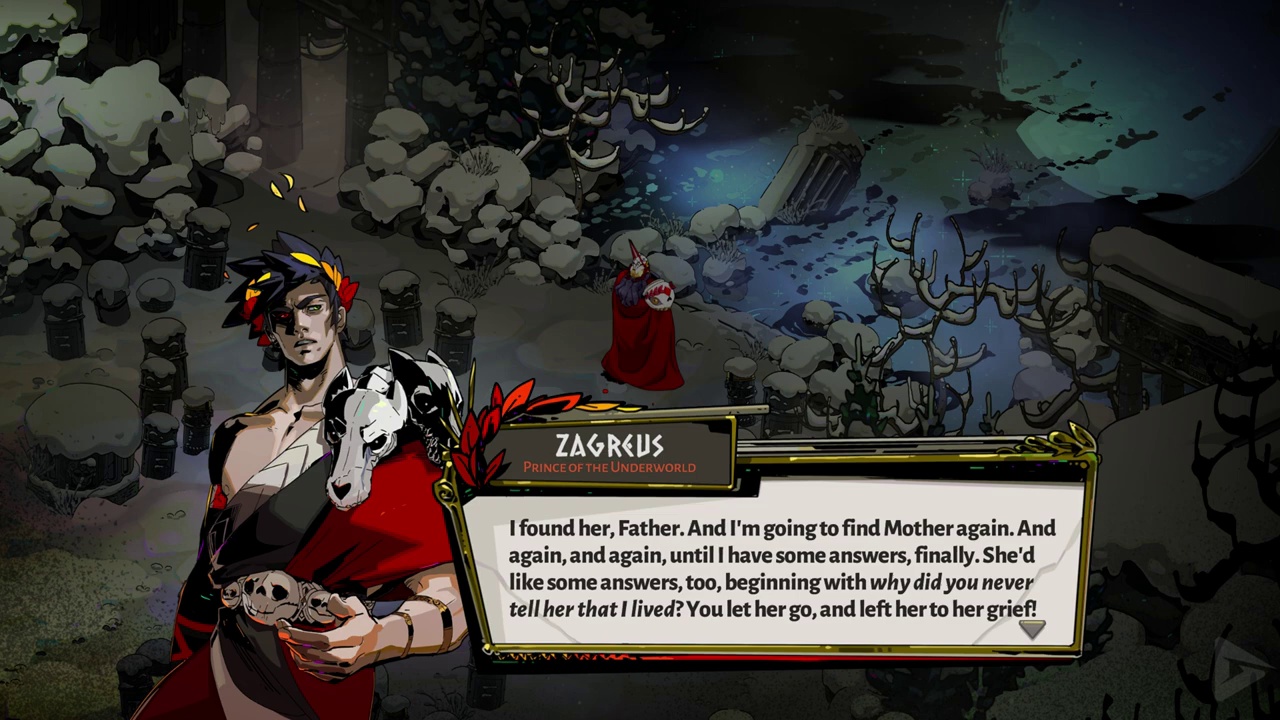 ZAGREUS
PRINCE OF THE UNDERWORLD
I found her, Father. And I'm going to find Mother again. And
again, and again, until I have some answers, finally. She'd
like some answers, too, beginning with why did you never
tell her that I lived? You let her go, and left her to her grief!